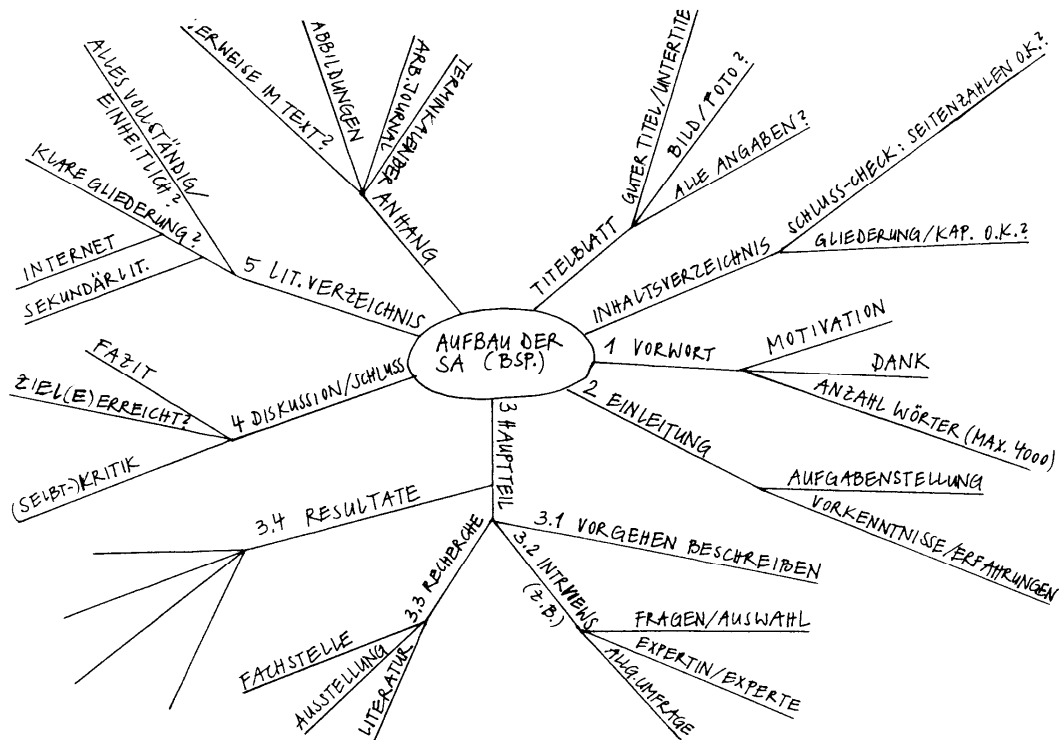 AUFBAU DER
SA (BSP.)
TITELBLATT
GUTER TITEL/UNTERTITE
BILD/FOTO?
ALLE ANGABEN?
INHALTSVERZEICHNIS
SCHLUSS-CHECK: SEITENZAHLEN O.K.?
GLIEDERUNG/KAP. O.K.?
1 VORWORT
MOTIVATION
DANK
ANZAHL WÖRTER (MAX. 4000)
2 EINLEITUNG
AUFGABENSTELLUNG
VORKENNTNISSE/ERFAHRUNGEN
3 HAUPTTEIL
3.1 VORGEHEN BESCHREIBEN
3.2 INTRVIEWS
(Z.B.)
FRAGEN/AUSWAHL
EXPERTIN/EXPERTE
ALLG. UMFRAGE
3.3 RECHERCHE
FACHSTELLE
AUSSTELLUNG
LITERATUR
3.4 RESULTATE
4 DISKUSSION/SCHLUSS
FAZIT
ZIEL(E) ERREICHT?
(SELBT-)KRITIK
5 LIT. VERZEICHNIS
ALLES VOLLSTÄNDIG/
EINHEITLICH?
KLARE GLIEDERUNG?
INTERNET
SEKUNDÄRLIT.
ANHANG
ERWEISE IM TEXT?
ABBILDUNGEN
ARB. JOURNAL
TERMINKALENDER